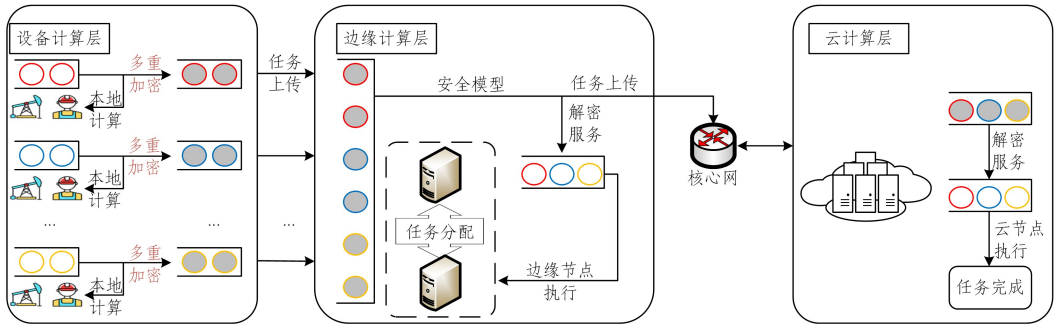 设备计算层
多重
加密
本地
计算
任务
上传
多重
加密
本地
计算
...
...
...
多重
加密
本地
计算
边缘计算层
安全模型
任务上传
解密
服务
任务分配
边缘节点
执行
核心网
云计算层
解密
服务
云节点
执行
任务完成